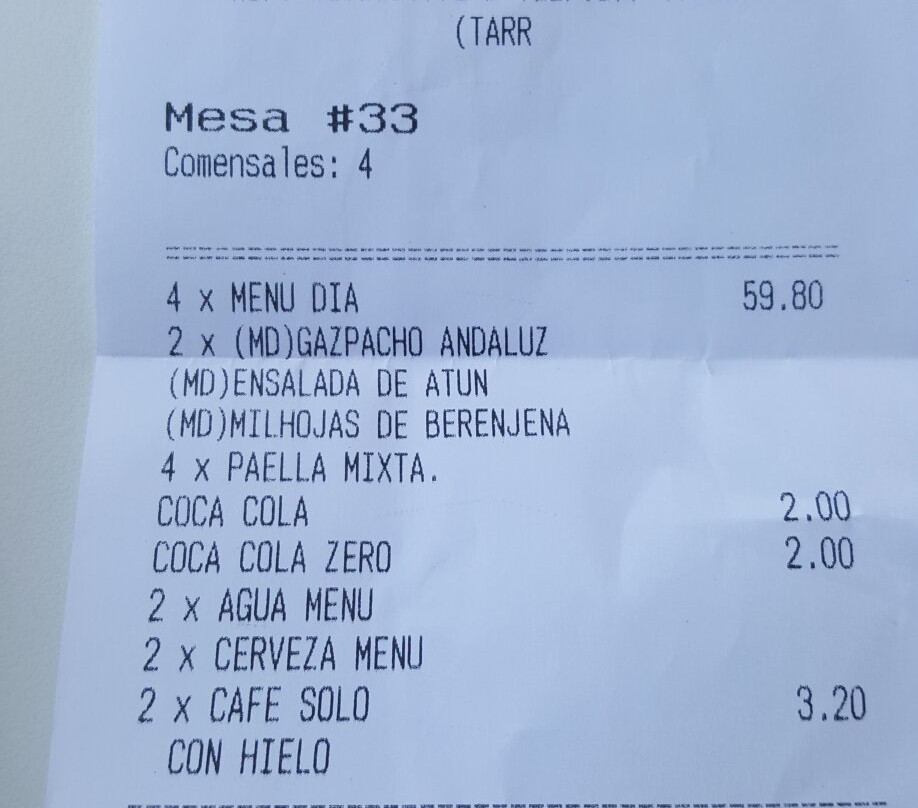 (TARR
Mesa #33
Comensales: 4
4 x MENU DIA 59.80
2 x (MD)GAZPACHO ANDALUZ
(MD)ENSALADA DE ATUN
(MD)MILHOJAS DE BERENJENA
4 x PAELLA MIXTA.
COCA COLA 2.00
COCA COLA ZERO 2.00
2 x AGUA MENU
2 x CERVEZA MENU
2 x CAFE SOLO 3.20
CON HIELO